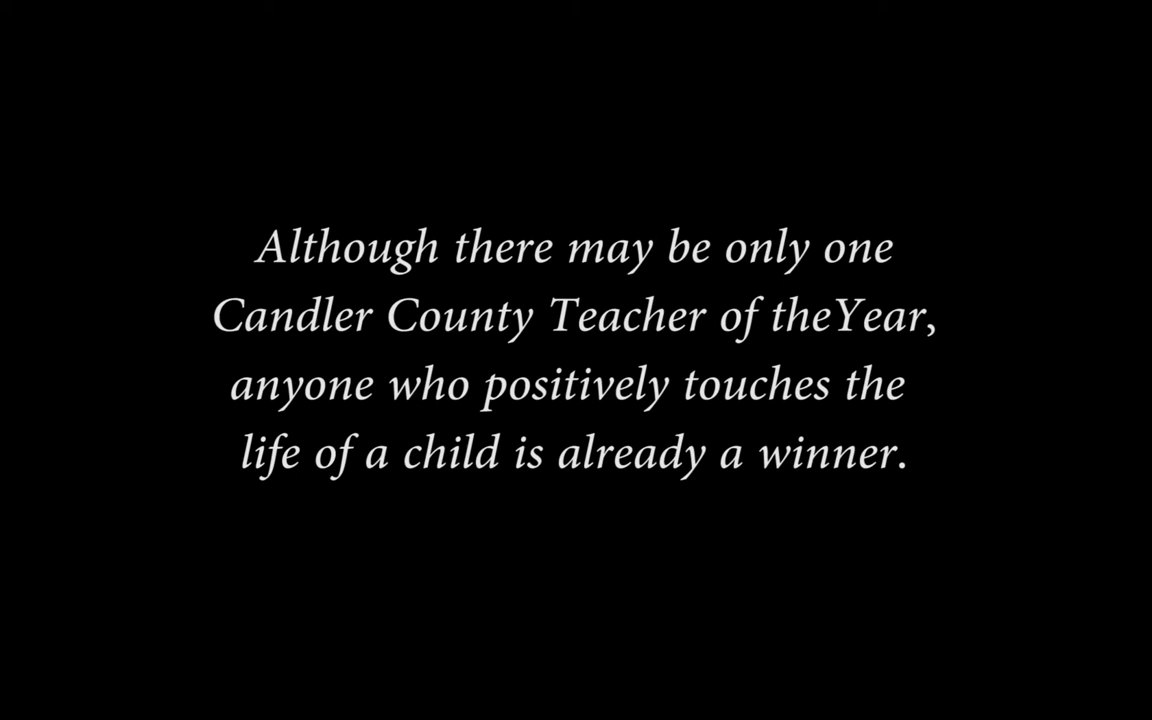 Although there may be only one
Candler County Teacher of theYear,
anyone who positively touches the
life of a child is already a winner.